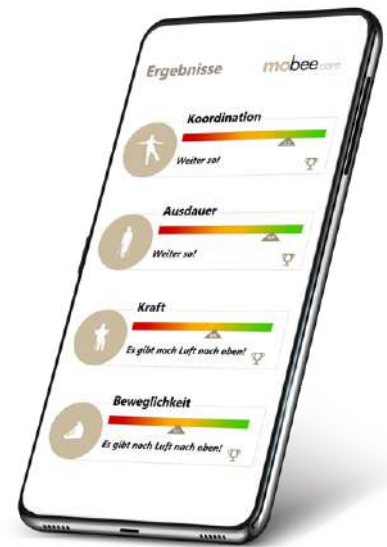 Ergebnisse
mobee care
Koordination
Weiter so!
Ausdauer
Weiter so!
Kraft
Es gibt noch Luft nach oben!
Beweglichkeit
Es gibt noch Luft nach oben!